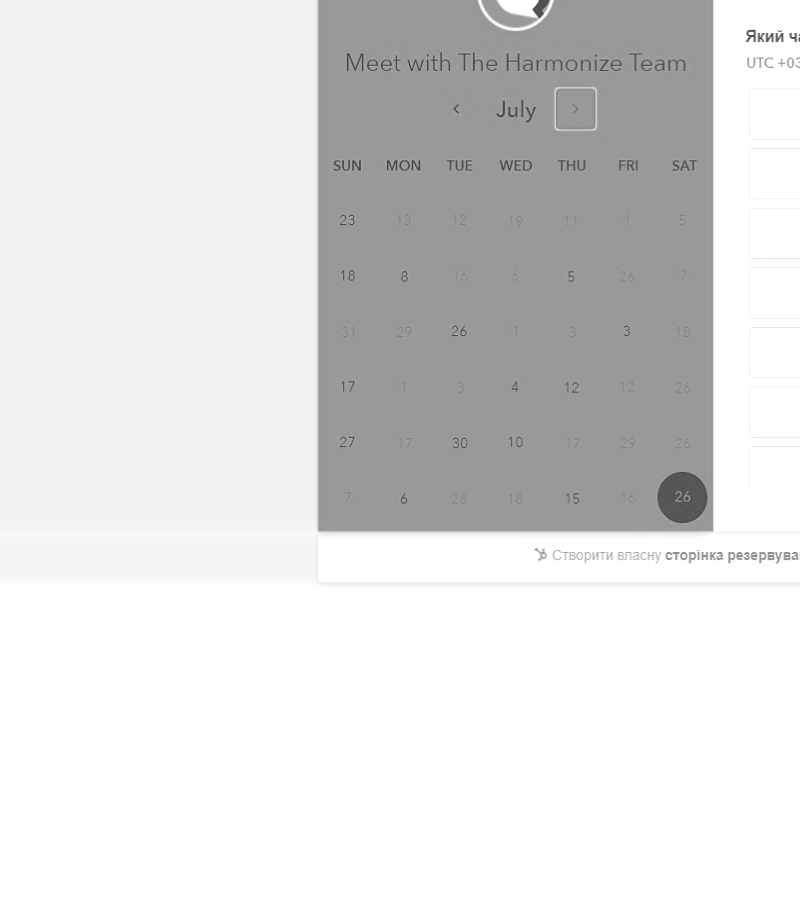 Meet with The Harmonize Team
July
SUN MON TUE WED THU FRI SAT
23 13 12 19 11 1 5
18 8 16 6 5 26 7
31 29 26 1 3 3 18
17 1 3 4 12 12 26
27 17 30 10 17 29 26
7 6 28 18 15 16 26
Створити власну сторінка резервува
Який ча
UTC +03